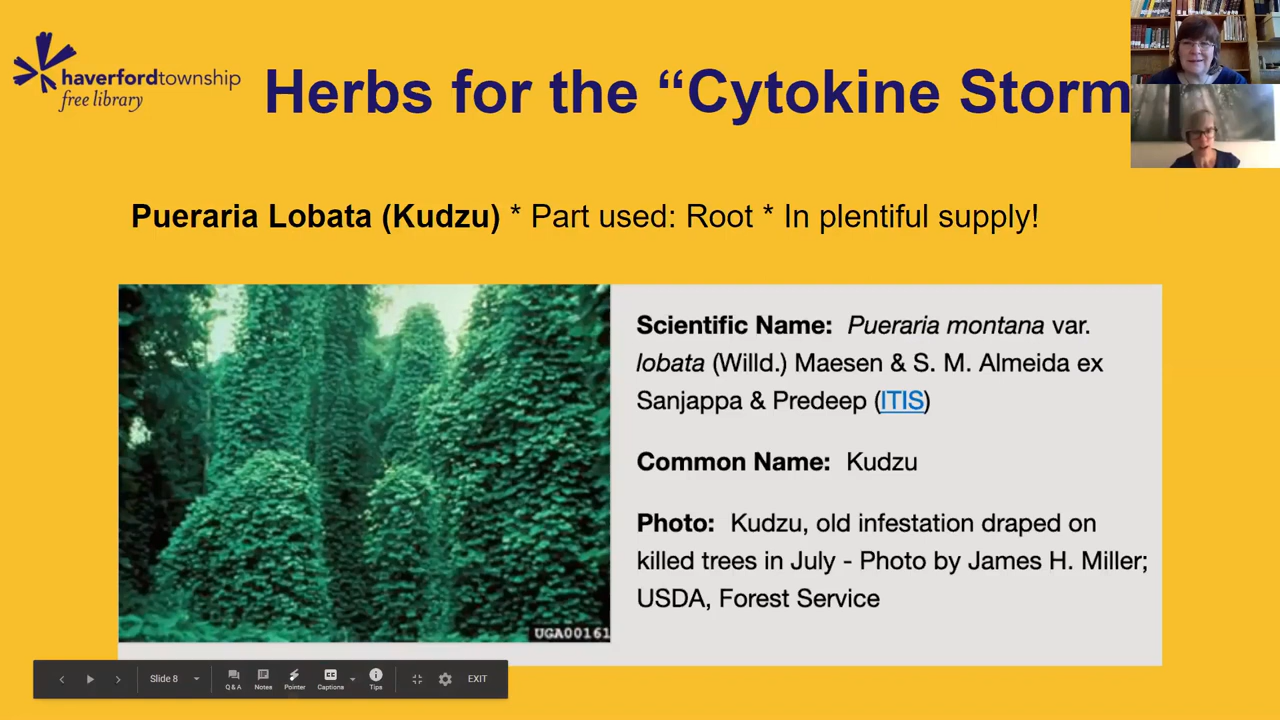 haverfordtownship
free library
Herbs for the “Cytokine Storm
Pueraria Lobata (Kudzu) * Part used: Root * In plentiful supply!
Scientific Name: Pueraria montana var.
lobata (Willd.) Maesen & S. M. Almeida ex
Sanjappa & Predeep (ITIS)
Common Name: Kudzu
Photo: Kudzu, old infestation draped on
killed trees in July - Photo by James H. Miller;
USDA, Forest Service
UGA00161
Slide 8
Q & A
Notes
Pointer
Captions
Tips
EXIT